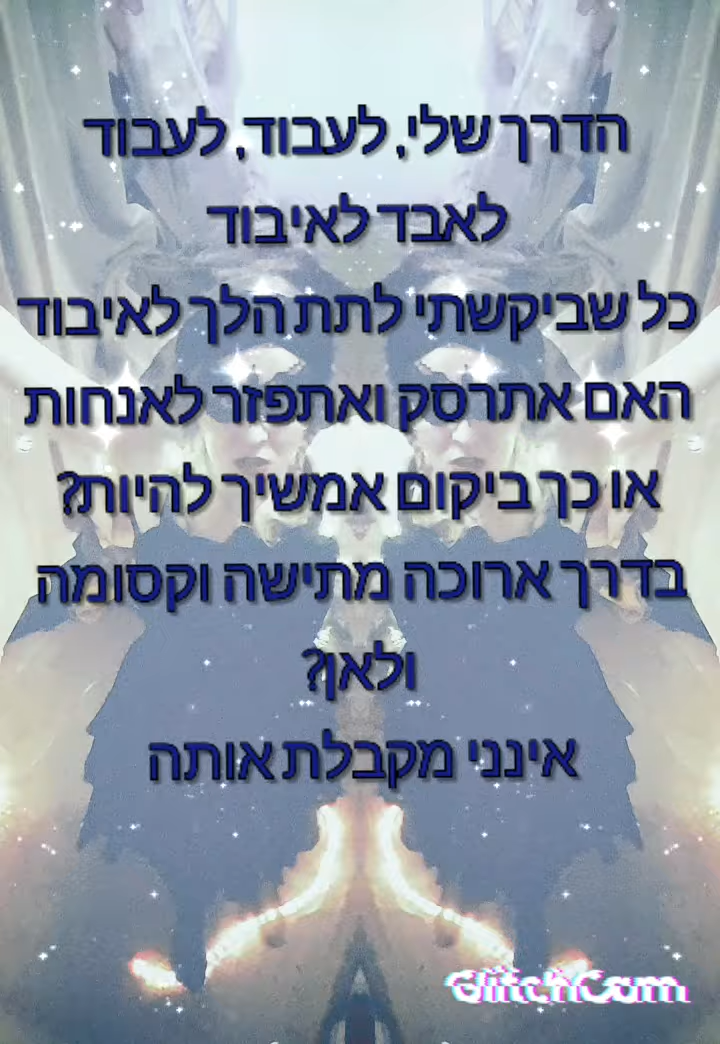 הדרך שלי, לעבוד, לעבוד
לאבד לאיבוד
כל שביקשתי לתת הלך לאיבוד
האם אתרסק ואתפזר לאנחות
או כך ביקום אמשיך להיות?
בדרך ארוכה מתישה וקסומה
ולאן?
אינני מקבלת אותה
GlitchCam